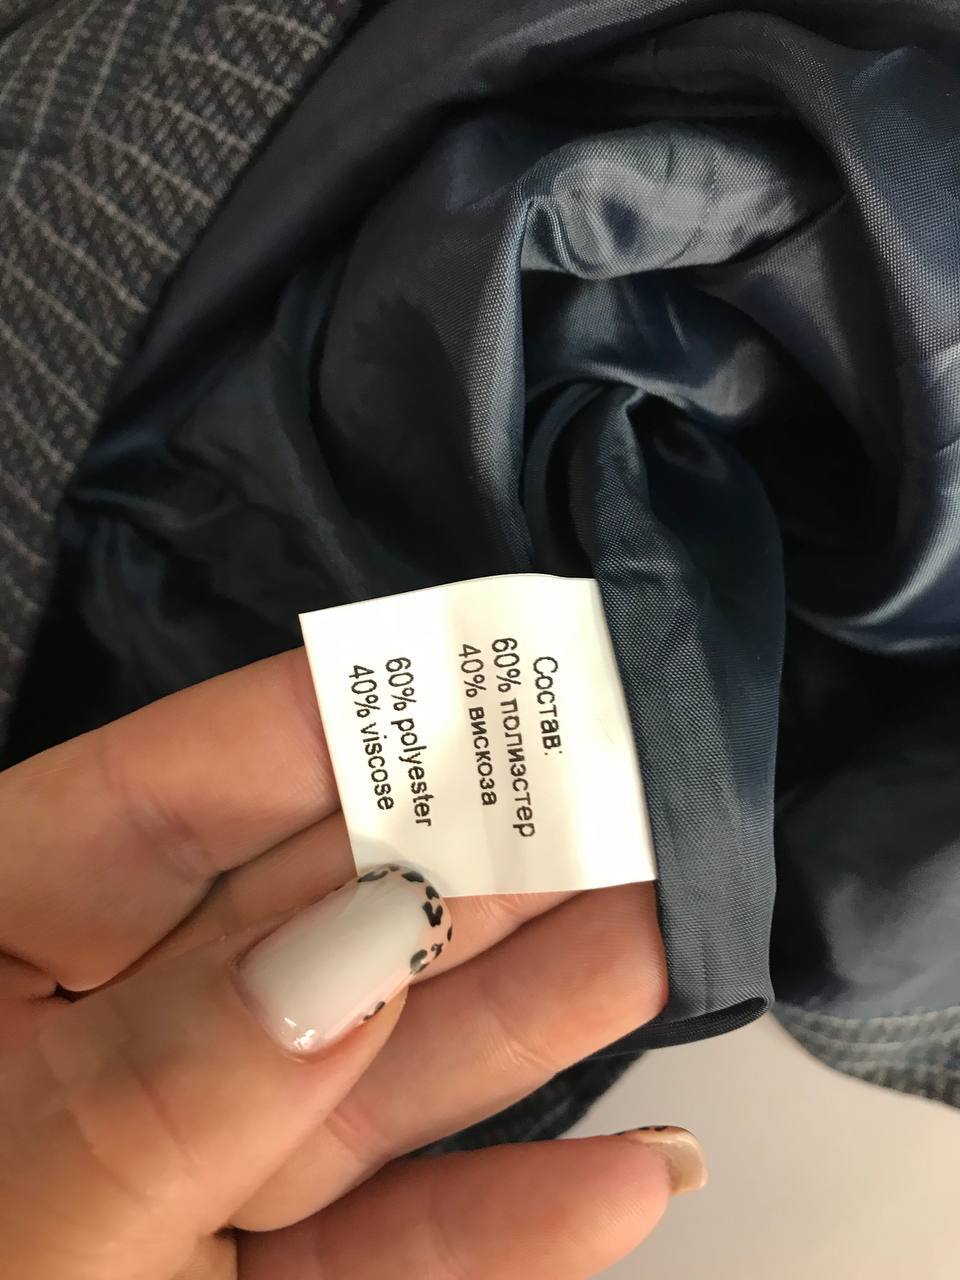 Состав:
60% полиэстер
40% вискоза
60% polyester
40% viscose